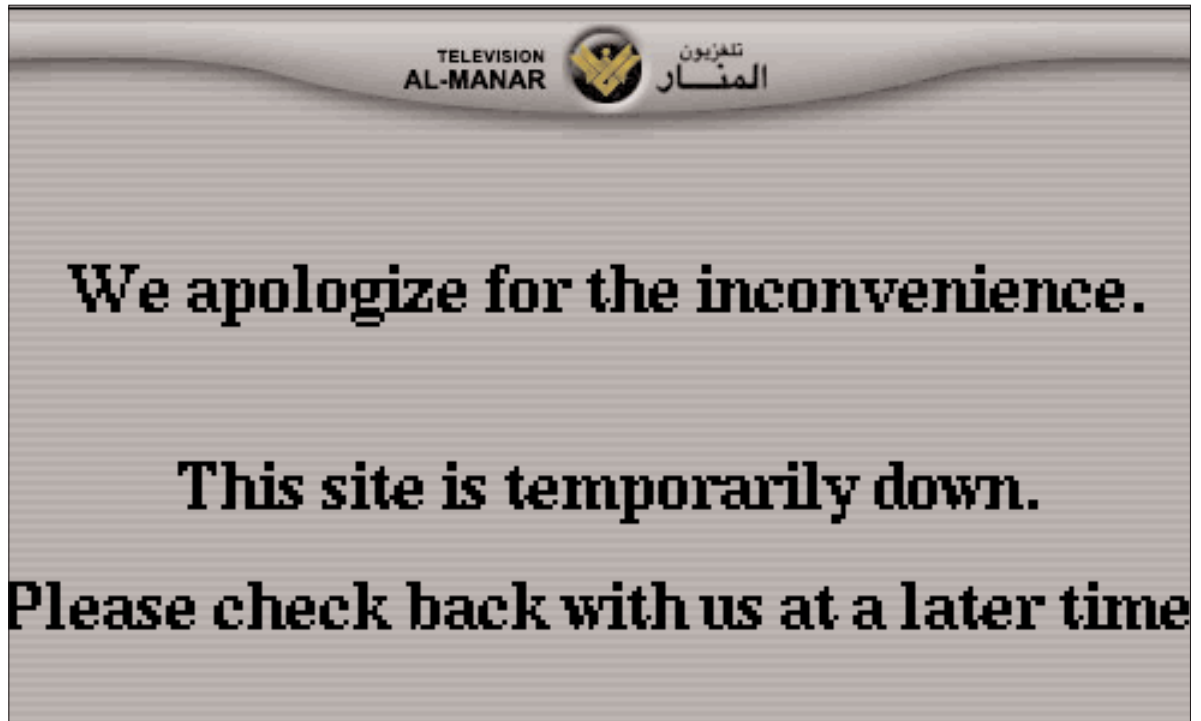 TELEVISION
AL-MANAR
تلفزيون
المنــار
We apologize for the inconvenience.
This site is temporarily down.
Please check back with us at a later time